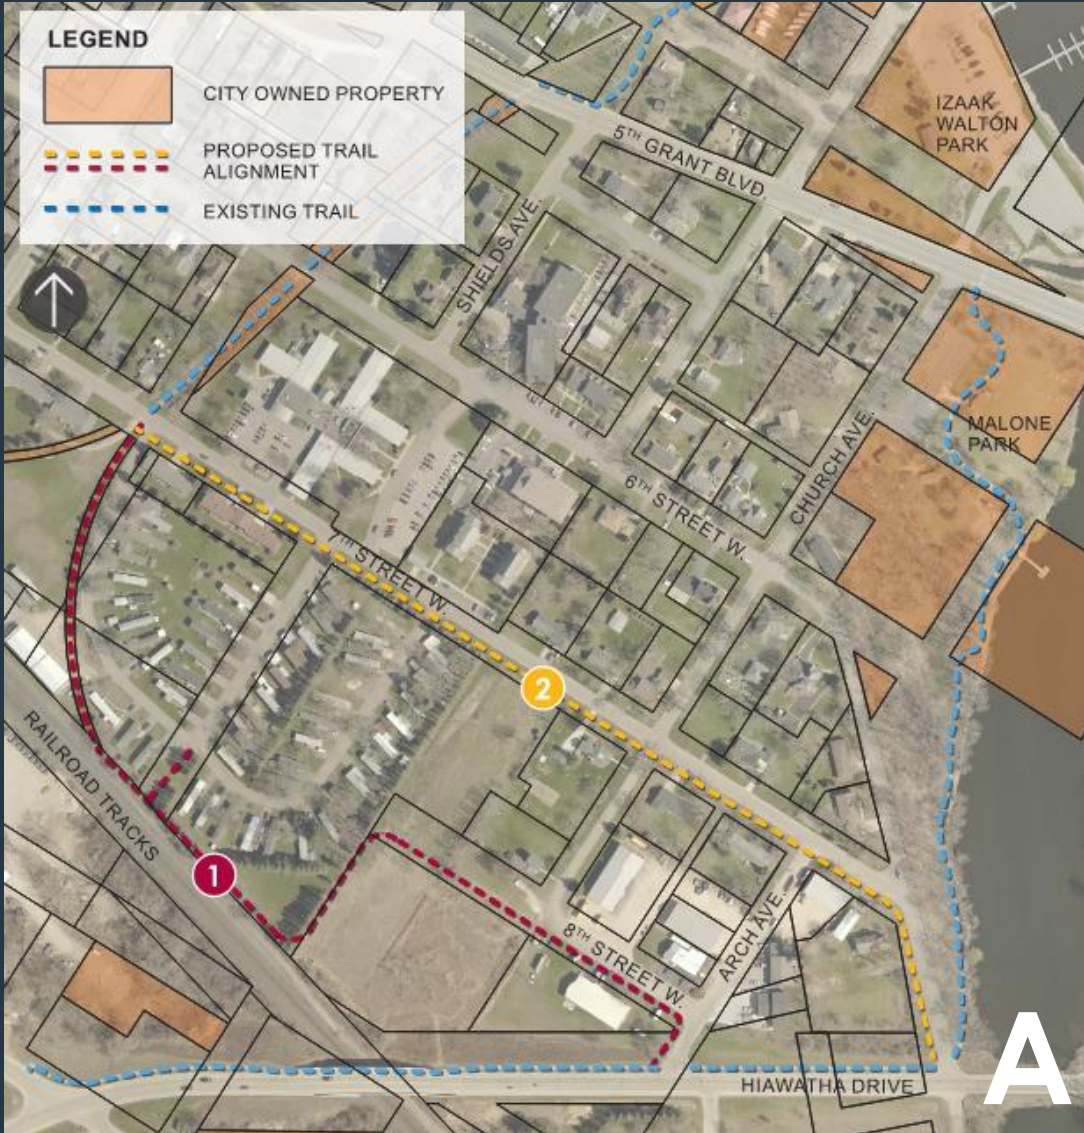 LEGEND
CITY OWNED PROPERTY
PROPOSED TRAIL
ALIGNMENT
EXISTING TRAIL
IZAAK
WALTON
PARK
5TH GRANT BLVD
SHIELDS AVE.
MALONE
PARK
CHURCH AVE.
6TH STREET W.
7TH STREET W.
2
RAILROAD TRACKS
1
8TH STREET W.
ARCH AVE.
HIAWATHA DRIVE
A